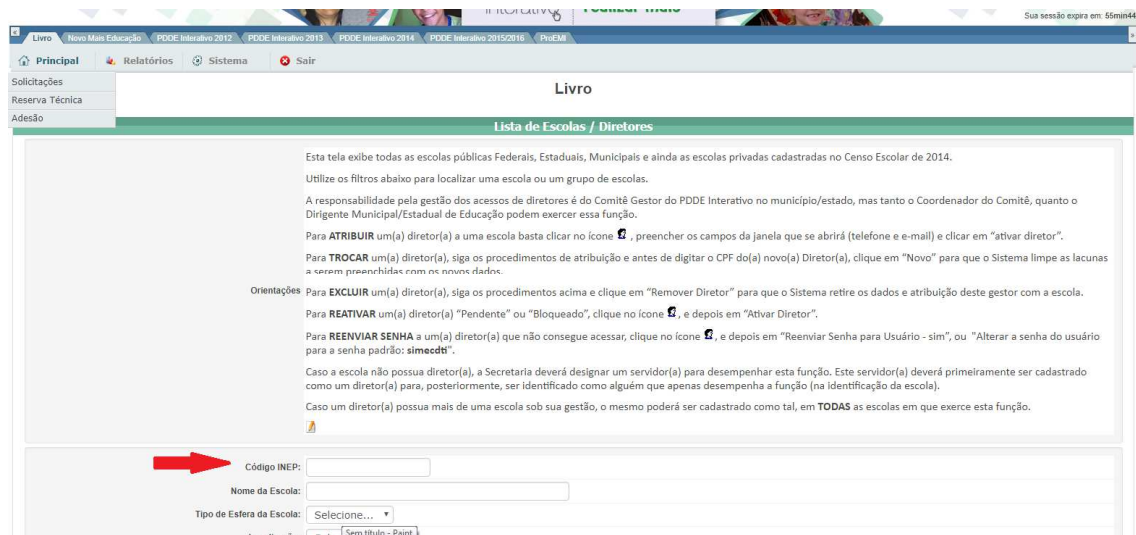 Sua sessão expira em: 55min44
Livro Novo Mais Educação PDDE Interativo 2012 PDDE Interativo 2013 PDDE Interativo 2014 PDDE Interativo 2015/2016 ProEMI
Principal Relatórios Sistema Sair
Solicitações
Reserva Técnica
Adesão
Livro
Lista de Escolas / Diretores
Esta tela exibe todas as escolas públicas Federais, Estaduais, Municipais e ainda as escolas privadas cadastradas no Censo Escolar de 2014.
Utilize os filtros abaixo para localizar uma escola ou um grupo de escolas.
A responsabilidade pela gestão dos acessos de diretores é do Comitê Gestor do PDDE Interativo no município/estado, mas tanto o Coordenador do Comitê, quanto o
Dirigente Municipal/Estadual de Educação podem exercer essa função.
Para ATRIBUIR um(a) diretor(a) a uma escola basta clicar no ícone , preencher os campos da janela que se abrirá (telefone e e-mail) e clicar em “ativar diretor”.
Para TROCAR um(a) diretor(a), siga os procedimentos de atribuição e antes de digitar o CPF do(a) novo(a) Diretor(a), clique em “Novo” para que o Sistema limpe as lacunas
a serem preenchidas com os novos dados.
Orientações Para EXCLUIR um(a) diretor(a), siga os procedimentos acima e clique em “Remover Diretor” para que o Sistema retire os dados e atribuição deste gestor com a escola.
Para REATIVAR um(a) diretor(a) “Pendente” ou “Bloqueado”, clique no ícone , e depois em “Ativar Diretor”.
Para REENVIAR SENHA a um(a) diretor(a) que não consegue acessar, clique no ícone , e depois em “Reenviar Senha para Usuário - sim”, ou "Alterar a senha do usuário
para a senha padrão: simecdti".
Caso a escola não possua diretor(a), a Secretaria deverá designar um servidor(a) para desempenhar esta função. Este servidor(a) deverá primeiramente ser cadastrado
como um diretor(a) para, posteriormente, ser identificado como alguém que apenas desempenha a função (na identificação da escola).
Caso um diretor(a) possua mais de uma escola sob sua gestão, o mesmo poderá ser cadastrado como tal, em TODAS as escolas em que exerce esta função.
Código INEP:
Nome da Escola:
Tipo de Esfera da Escola: Selecione...
Sem título - Paint